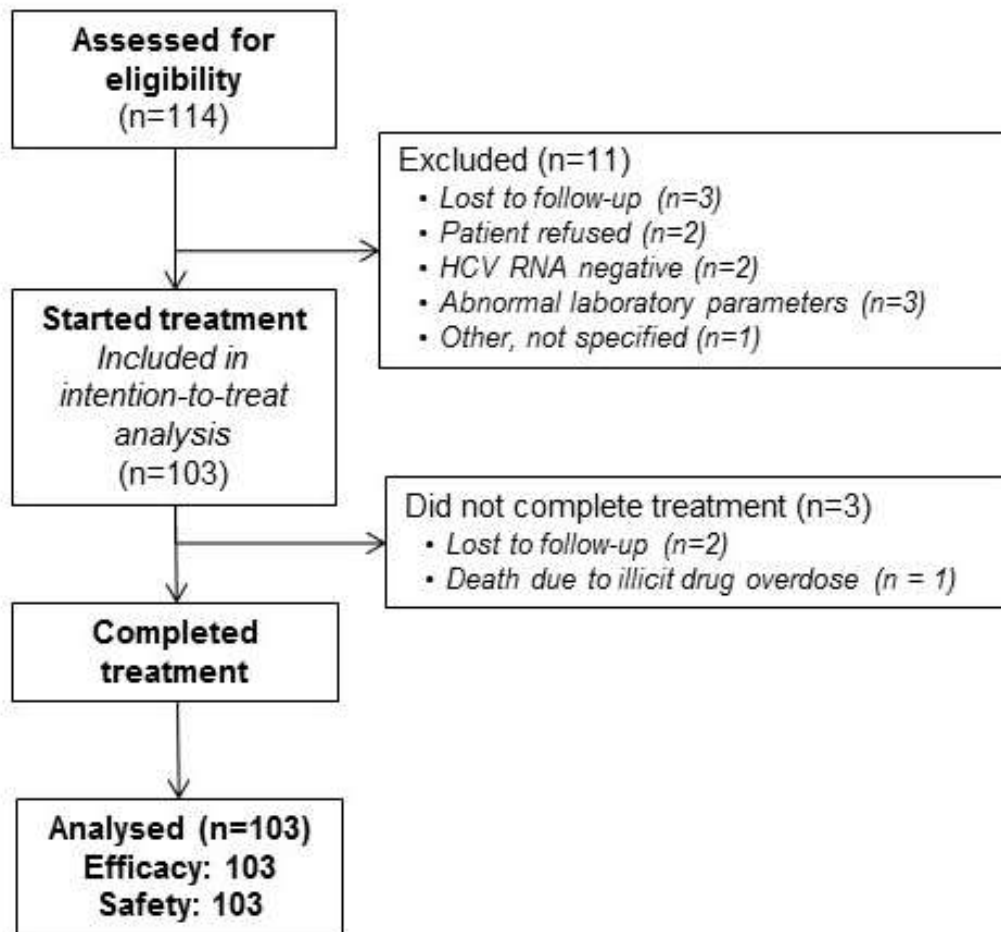 Assessed for
eligibility
(n=114)
Excluded (n=11)
• Lost to follow-up (n=3)
• Patient refused (n=2)
• HCV RNA negative (n=2)
• Abnormal laboratory parameters (n=3)
• Other, not specified (n=1)
Started treatment
Included in
intention-to-treat
analysis
(n=103)
Did not complete treatment (n=3)
• Lost to follow-up (n=2)
• Death due to illicit drug overdose (n = 1)
Completed
treatment
Analysed (n=103)
Efficacy: 103
Safety: 103